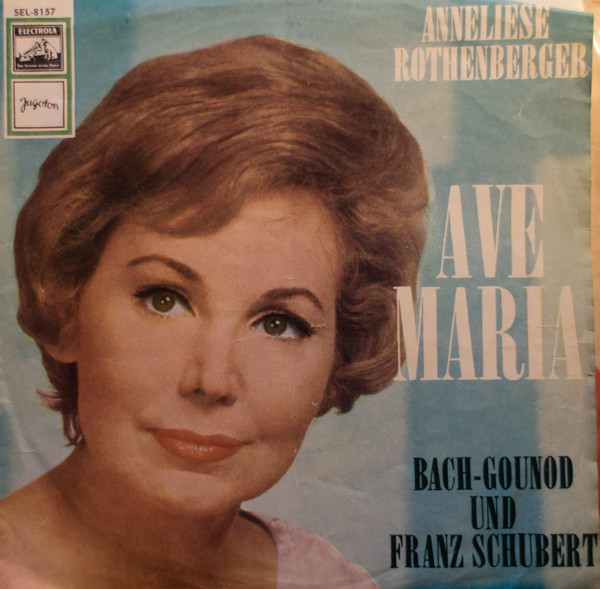 SEL-8157
ELECTROLA
Jugoton
ANNELIESE
ROTHENBERGER
AVE
MARIA
BACH-GOUNOD
UND
FRANZ SCHUBERT